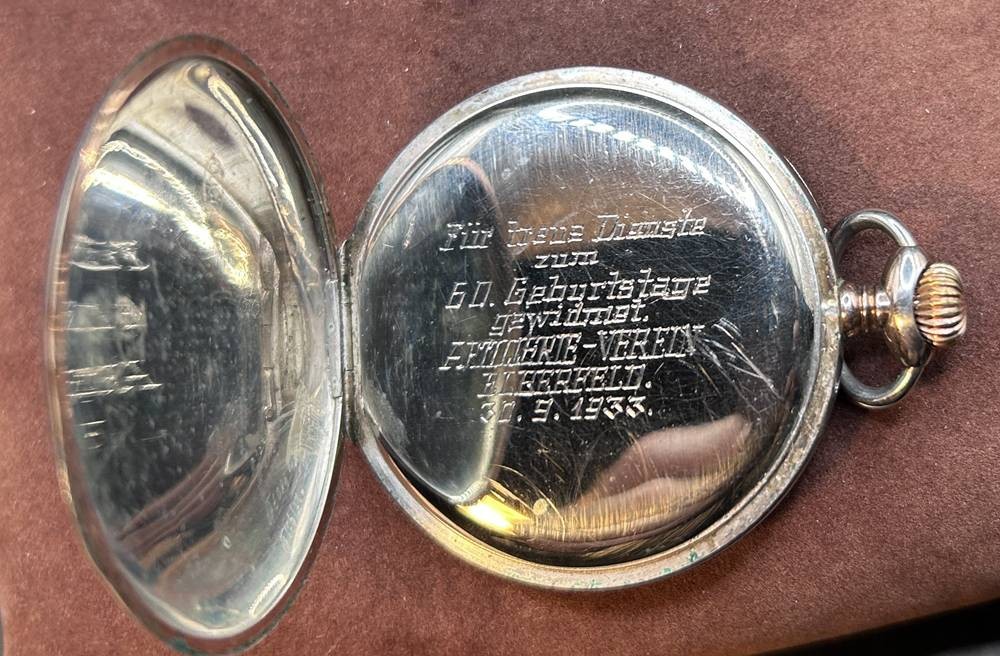 Für treue Dienste
zum
60. Geburtstage
gewidmet.
ARTILLERIE-VEREIN
ELBERFELD.
30. 9. 1933.